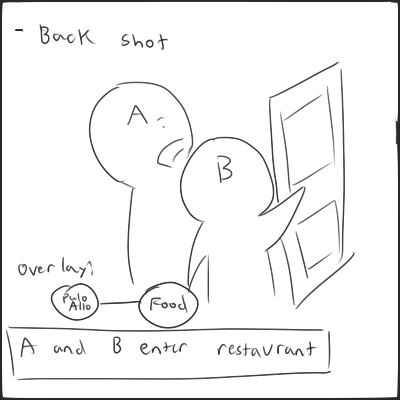 - Back shot
A
B
overlay?
Palo
Alto
Food
A and B enter restaurant